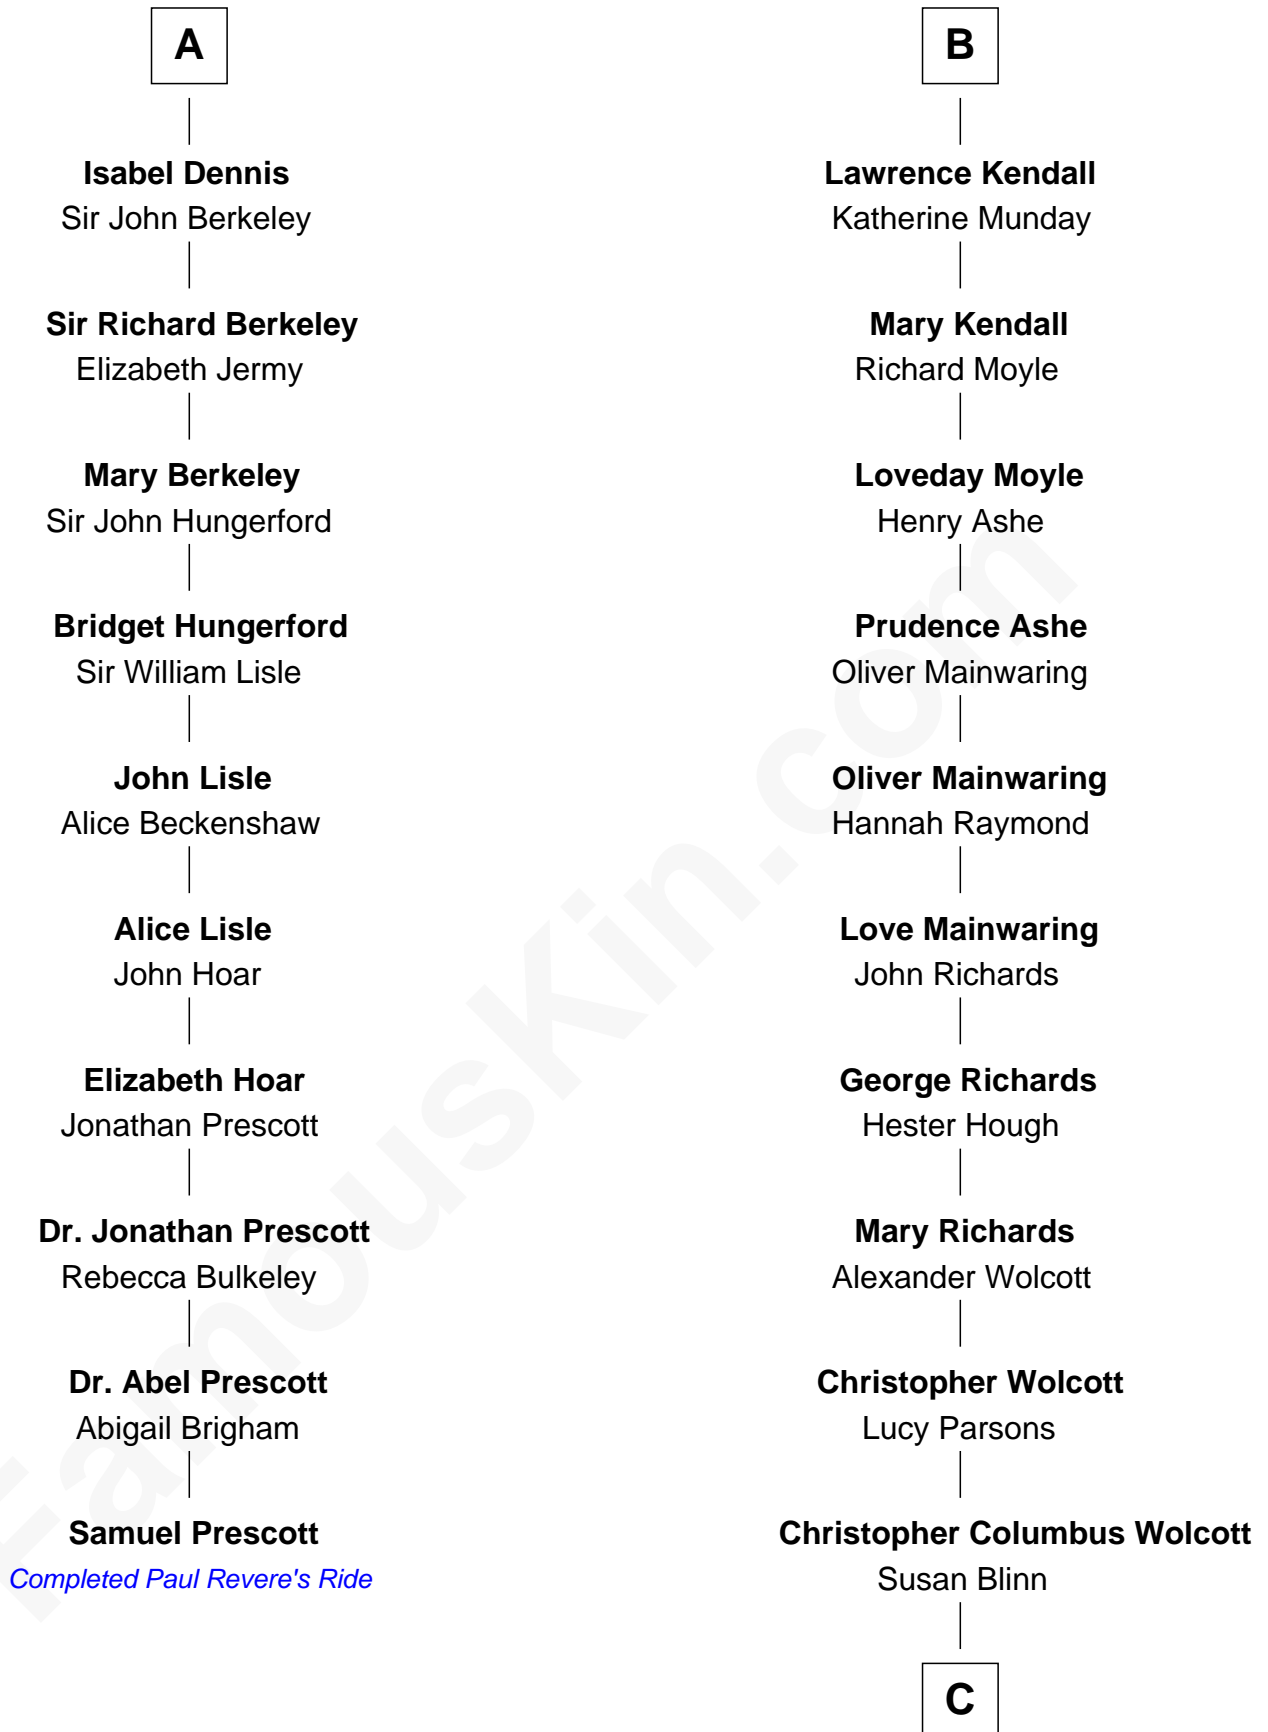 A
Isabel Dennis
Sir John Berkeley
Sir Richard Berkeley
Elizabeth Jermy
Mary Berkeley
Sir John Hungerford
Bridget Hungerford
Sir William Lisle
John Lisle
Alice Beckenshaw
Alice Lisle
John Hoar
Elizabeth Hoar
Jonathan Prescott
Dr. Jonathan Prescott
Rebecca Bulkeley
Dr. Abel Prescott
Abigail Brigham
Samuel Prescott
Completed Paul Revere's Ride
B
Lawrence Kendall
Katherine Munday
Mary Kendall
Richard Moyle
Loveday Moyle
Henry Ashe
Prudence Ashe
Oliver Mainwaring
Oliver Mainwaring
Hannah Raymond
Love Mainwaring
John Richards
George Richards
Hester Hough
Mary Richards
Alexander Wolcott
Christopher Wolcott
Lucy Parsons
Christopher Columbus Wolcott
Susan Blinn
C
FamousKin.com